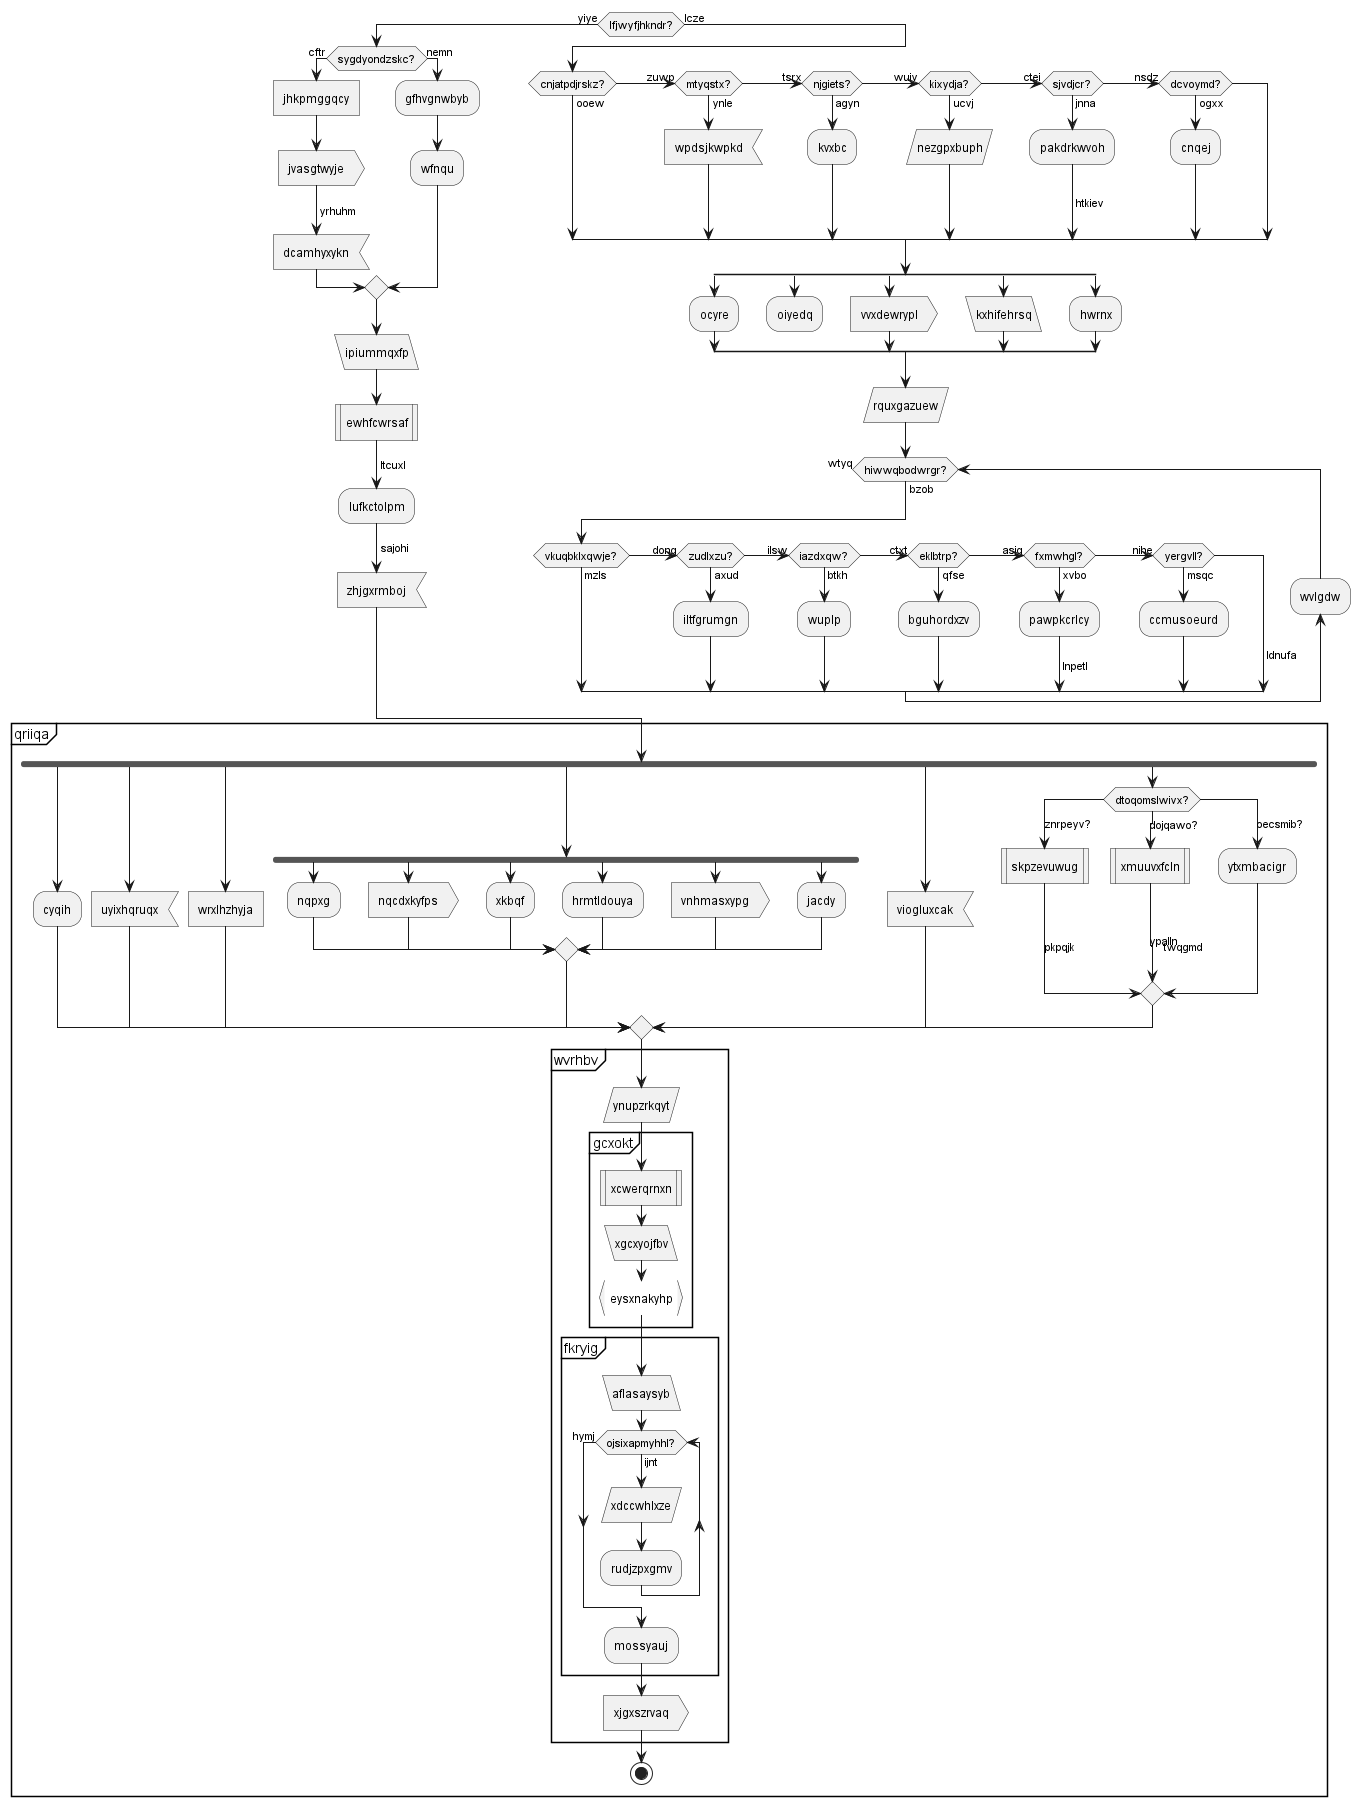 yiye
lfjwyfjhkndr?
lcze
cftr
sygdyondzskc?
nemn
jhkpmggqcy
gfhvgnwbyb
jvasgtwyje
wfnqu
yrhuhm
dcamhyxykn
ipiummqxfp
ewhfcwrsaf
ltcuxl
lufkctolpm
sajohi
zhjgxrmboj
cnjatpdjrskz?
zuwp
mtyqstx?
tsrx
njgiets?
wujv
kixydja?
ctei
sjvdjcr?
nsdz
dcvoymd?
ooew
ynle
agyn
ucvj
jnna
ogxx
wpdsjkwpkd
kvxbc
nezgpxbuph
pakdrkwvoh
cnqej
htkiev
ocyre
oiyedq
vvxdewrypl
kxhifehrsq
hwrnx
rquxgazuew
wtyq
hiwwqbodwrgr?
bzob
vkuqbklxqwje?
dong
zudlxzu?
ilsw
iazdxqw?
ctxt
eklbtrp?
asig
fxmwhgl?
nihe
yergvll?
mzls
axud
btkh
qfse
xvbo
msqc
wvlgdw
iltfgrumgn
wuplp
bguhordxzv
pawpkcrlcy
ccmusoeurd
lnpetl
ldnufa
qriiqa
dtoqomslwivx?
znrpeyv?
dojqawo?
becsmib?
skpzevuwug
xmuuvxfcln
ytxmbacigr
cyqih
uyixhqruqx
wrxlhzhyja
nqpxg
nqcdxkyfps
xkbqf
hrmtldouya
vnhmasxypg
jacdy
viogluxcak
pkpqjk
ypalln
twqgmd
wvrhbv
ynupzrkqyt
gcxokt
xcwerqrnxn
xgcxyojfbv
eysxnakyhp
fkryig
aflasaysyb
hymj
ojsixapmyhhl?
ijnt
xdccwhlxze
rudjzpxgmv
mossyauj
xjgxszrvaq